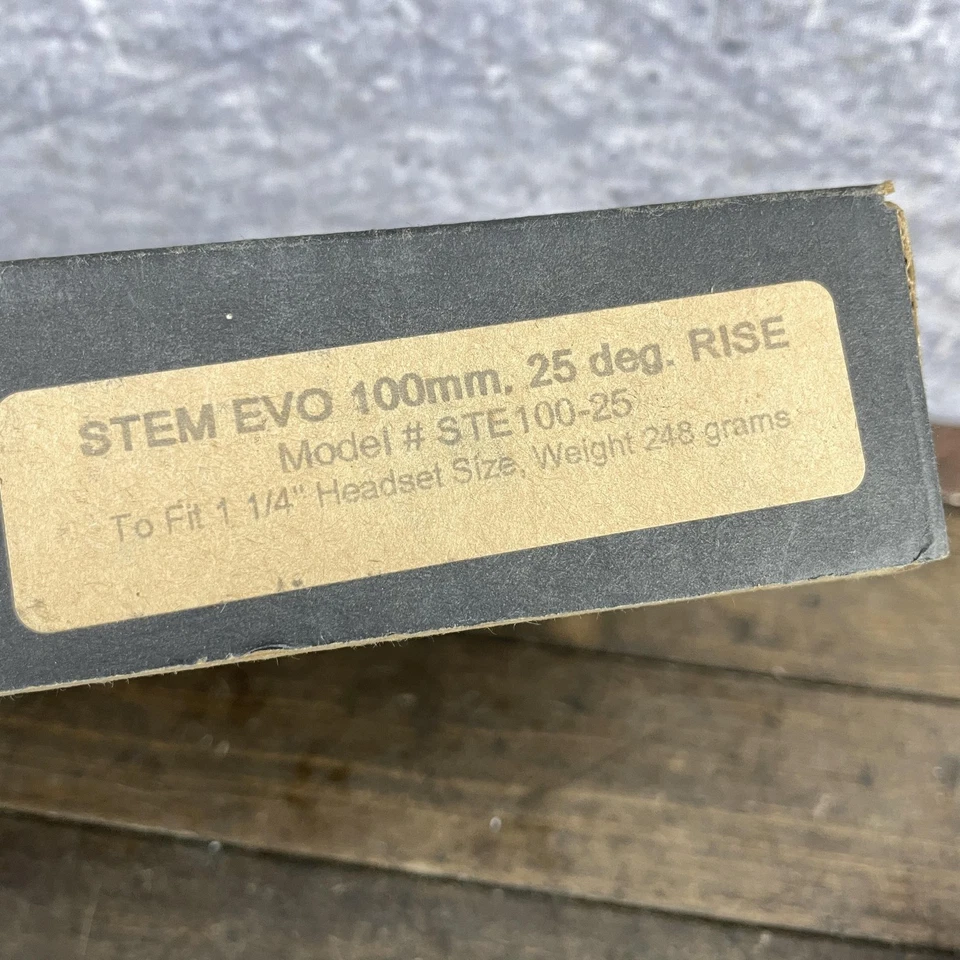 STEM EVO 100mm, 25 deg. RISE
Model # STE100-25
To Fit 1 1/4" Headset Size, Weight 248 grams